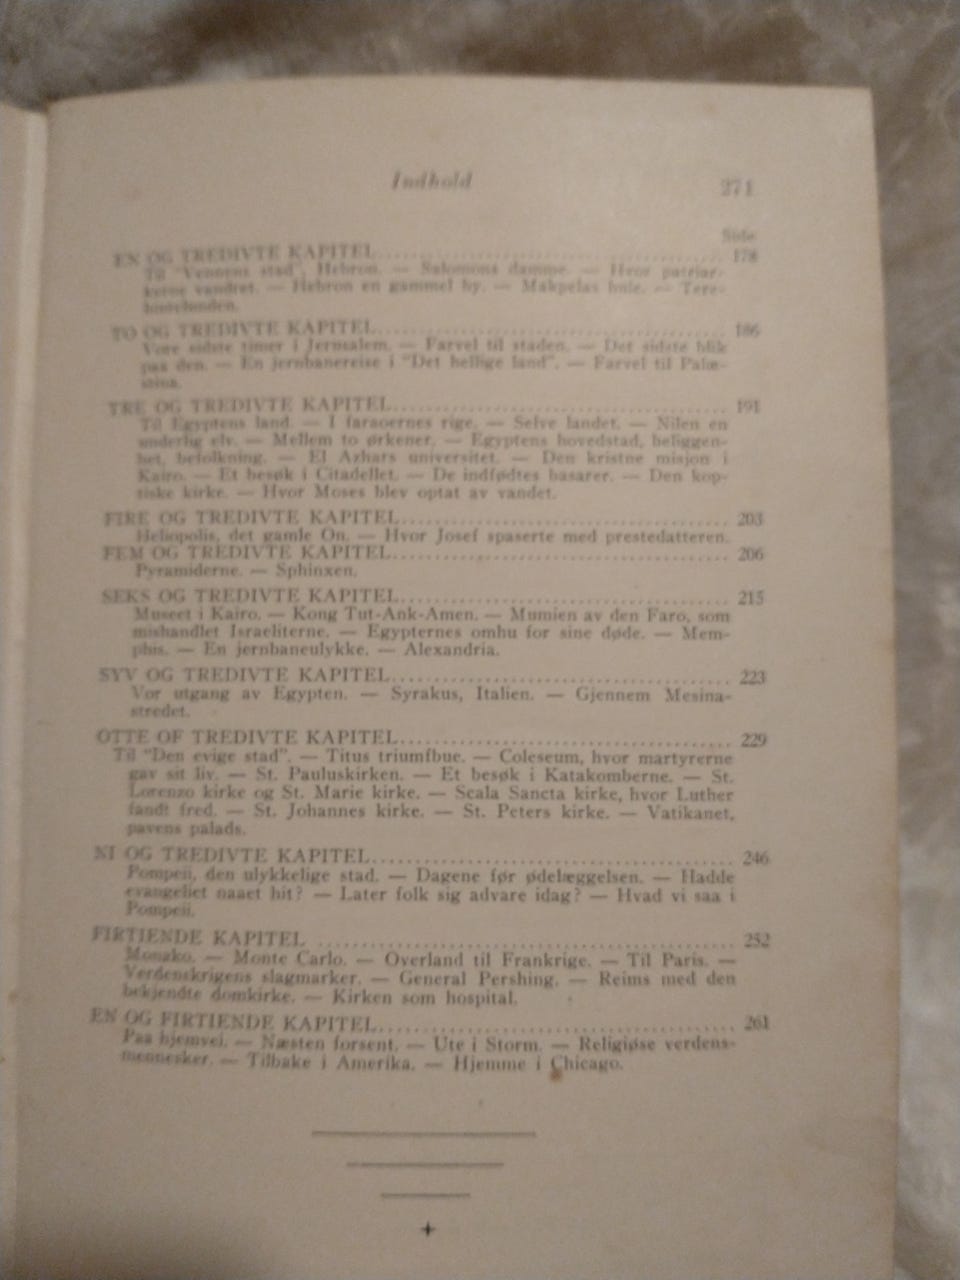 Indhold
271
Side
EN OG TREDIVTE KAPITEL........................................ 178
Til "Vennens stad", Hebron. — Salomons damme. — Hvor patriar-
kerne vandret. — Hebron en gammel by. — Makpelas hule. — Tere-
bintelunden.
TO OG TREDIVTE KAPITEL........................................ 186
Vore sidste timer i Jerusalem. — Farvel til staden. — Det sidste blik
paa den. — En jernbanereise i "Det hellige land". — Farvel til Palæ-
stina.
TRE OG TREDIVTE KAPITEL........................................ 191
Til Egyptens land. — I faraoernes rige. — Selve landet. — Nilen en
underlig elv. — Mellem to ørkener. — Egyptens hovedstad, beliggen-
het, befolkning. — El Azhars universitet. — Den kristne misjon i
Kairo. — Et besøk i Citadellet. — De indfødtes basarer. — Den kop-
tiske kirke. — Hvor Moses blev optat av vandet.
FIRE OG TREDIVTE KAPITEL........................................ 203
Heliopolis, det gamle On. — Hvor Josef spaserte med prestedatteren.
FEM OG TREDIVTE KAPITEL........................................ 206
Pyramiderne. — Sphinxen.
SEKS OG TREDIVTE KAPITEL........................................ 215
Museet i Kairo. — Kong Tut-Ank-Amen. — Mumien av den Faro, som
mishandlet Israeliterne. — Egypternes omhu for sine døde. — Mem-
phis. — En jernbaneulykke. — Alexandria.
SYV OG TREDIVTE KAPITEL........................................ 223
Vor utgang av Egypten. — Syrakus, Italien. — Gjennem Mesina-
stredet.
OTTE OF TREDIVTE KAPITEL........................................ 229
Til "Den evige stad". — Titus triumfbue. — Coleseum, hvor martyrerne
gav sit liv. — St. Pauluskirken. — Et besøk i Katakomberne. — St.
Lorenzo kirke og St. Marie kirke. — Scala Sancta kirke, hvor Luther
fandt fred. — St. Johannes kirke. — St. Peters kirke. — Vatikanet,
pavens palads.
NI OG TREDIVTE KAPITEL........................................ 246
Pompeii, den ulykkelige stad. — Dagene før ødelæggelsen. — Hadde
evangeliet naaet hit? — Later folk sig advare idag? — Hvad vi saa i
Pompeii.
FIRTIENDE KAPITEL ........................................ 252
Monako. — Monte Carlo. — Overland til Frankrige. — Til Paris. —
Verdenskrigens slagmarker. — General Pershing. — Reims med den
bekjendte domkirke. — Kirken som hospital.
EN OG FIRTIENDE KAPITEL........................................ 261
Paa hjemvei. — Næsten forsent. — Ute i Storm. — Religiøse verdens-
mennesker. — Tilbake i Amerika. — Hjemme i Chicago.